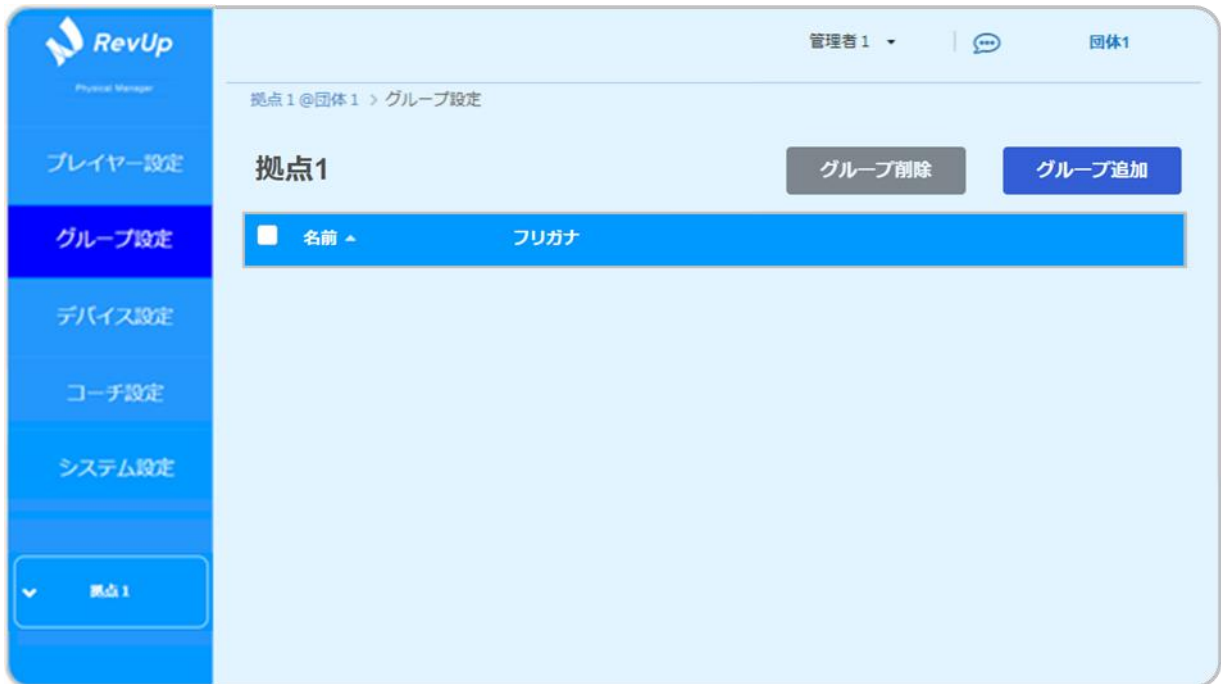 RevUp
Physical Manager
管理者1
団体1
拠点1@団体1 > グループ設定
プレイヤー設定
グループ設定
デバイス設定
コーチ設定
システム設定
拠点1
拠点1
グループ削除
グループ追加
名前
フリガナ